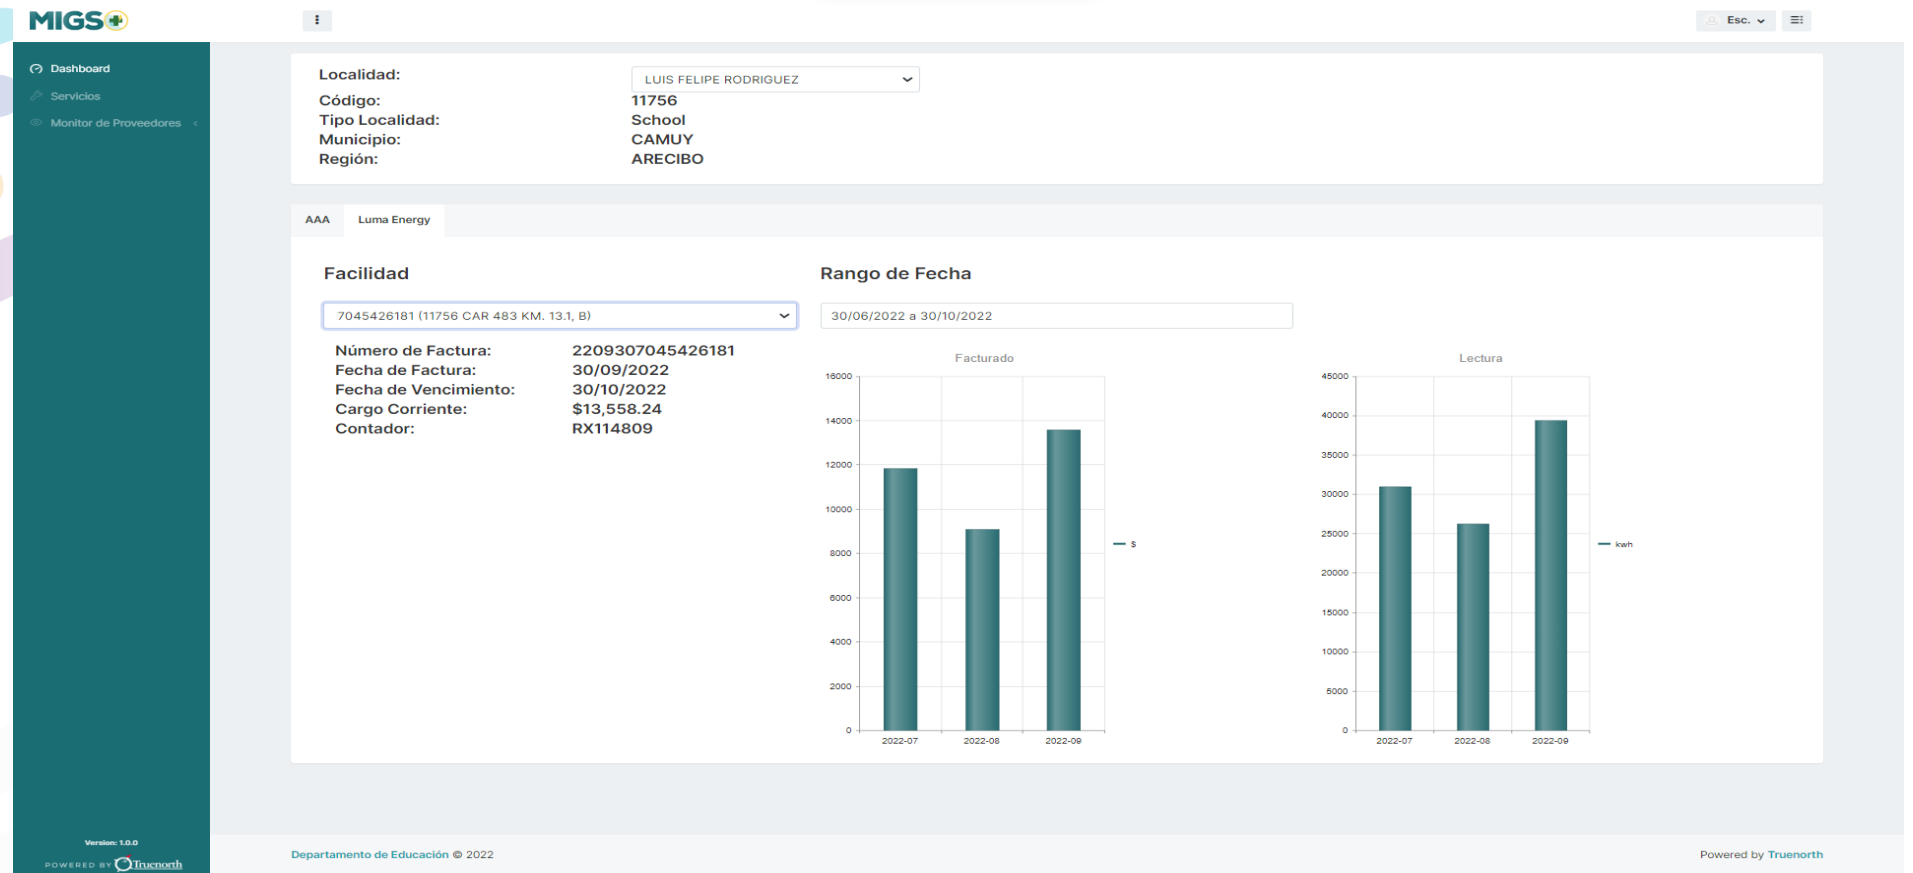 MIGS
Esc.
Dashboard
Servicios
Monitor de Proveedores
Localidad: LUIS FELIPE RODRIGUEZ
Código: 11756
Tipo Localidad: School
Municipio: CAMUY
Región: ARECIBO
AAA Luma Energy
Facilidad
7045426181 (11756 CAR 483 KM. 13.1, B)
Número de Factura: 2209307045426181
Fecha de Factura: 30/09/2022
Fecha de Vencimiento: 30/10/2022
Cargo Corriente: $13,558.24
Contador: RX114809
Rango de Fecha
30/06/2022 a 30/10/2022
Facturado
16000
14000
12000
10000
8000
6000
4000
2000
0
2022-07 2022-08 2022-09
$
Lectura
45000
40000
35000
30000
25000
20000
15000
10000
5000
0
2022-07 2022-08 2022-09
kwh
Version: 1.0.0
POWERED BY Truenorth
Departamento de Educación © 2022
Powered by Truenorth